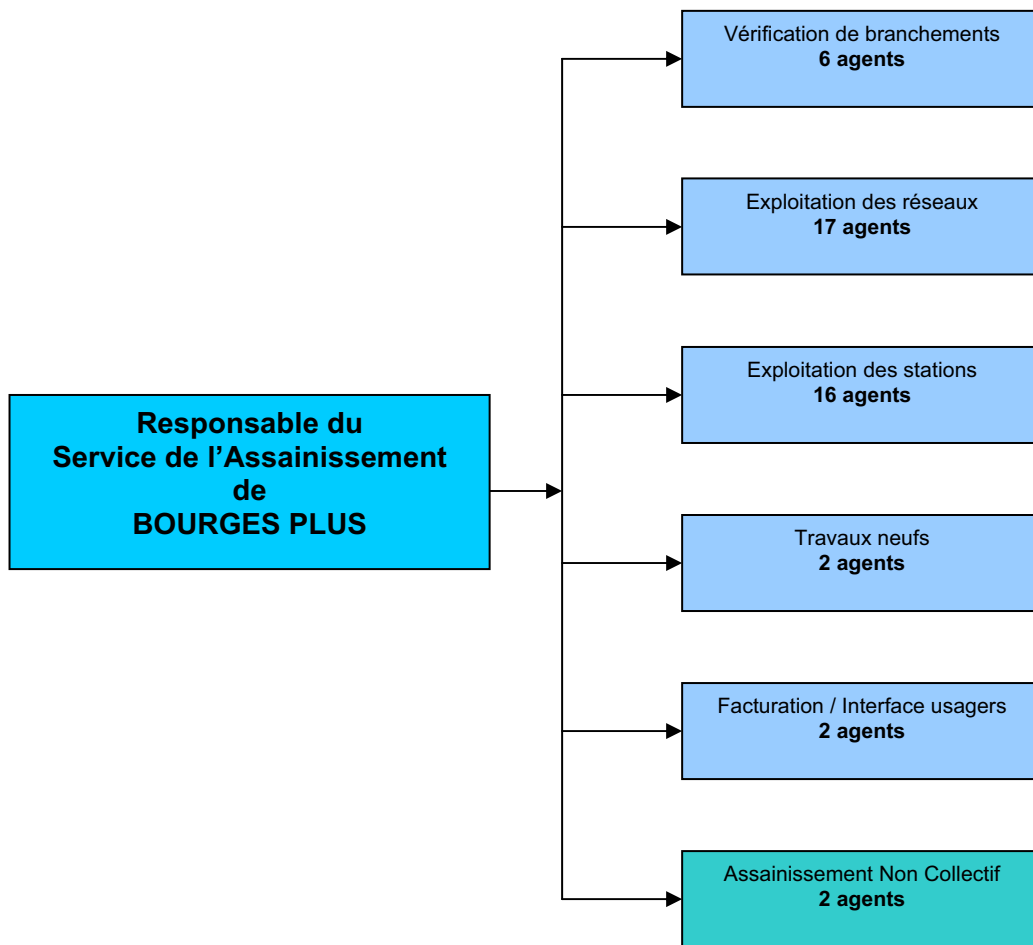 Vérification de branchements
6 agents
Exploitation des réseaux
17 agents
Exploitation des stations
16 agents
Responsable du
Service de l’Assainissement
de
BOURGES PLUS
Travaux neufs
2 agents
Facturation / Interface usagers
2 agents
Assainissement Non Collectif
2 agents